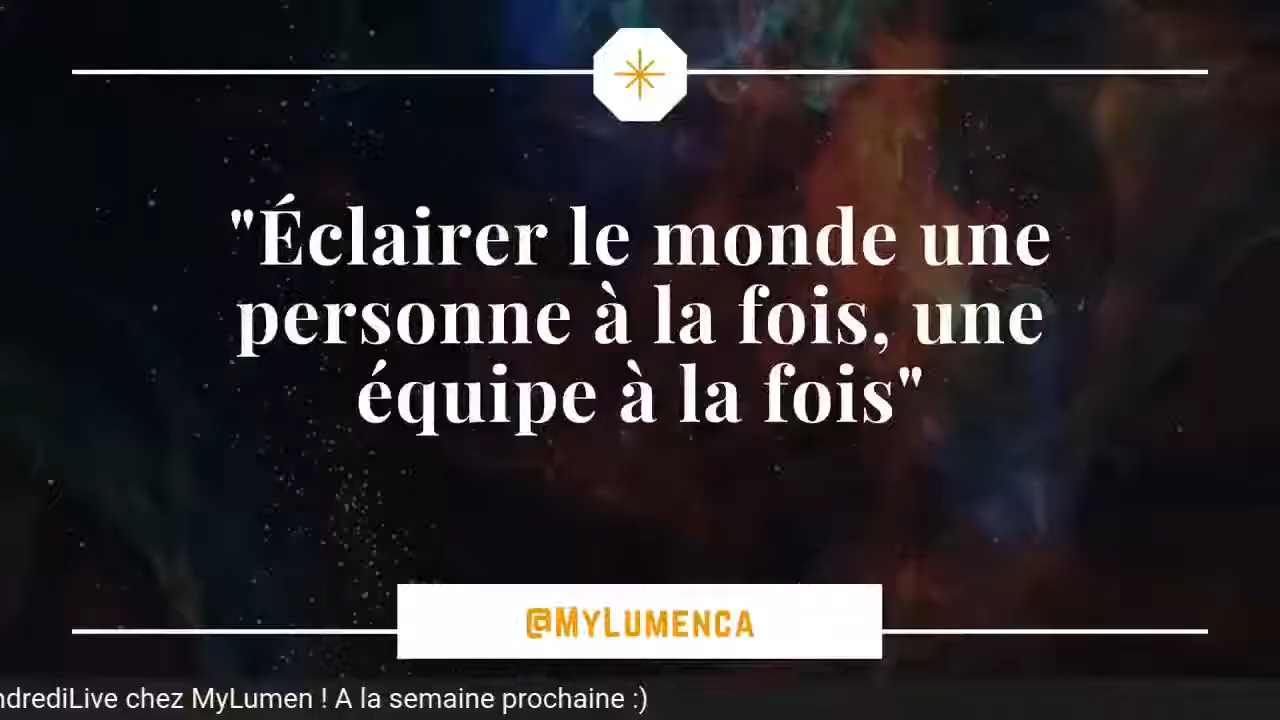 "Éclairer le monde une
personne à la fois, une
équipe à la fois"
@MyLumenca
ndrediLive chez MyLumen ! A la semaine prochaine :)